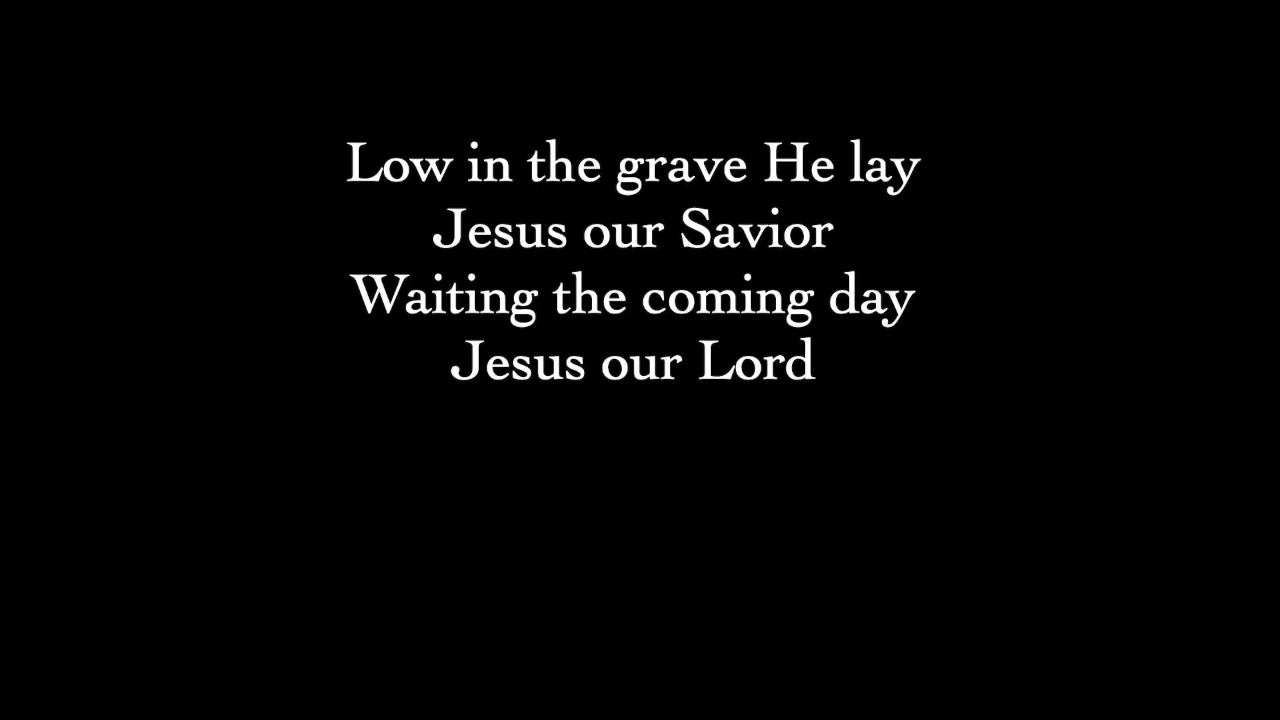 Low in the grave He lay
Jesus our Savior
Waiting the coming day
Jesus our Lord